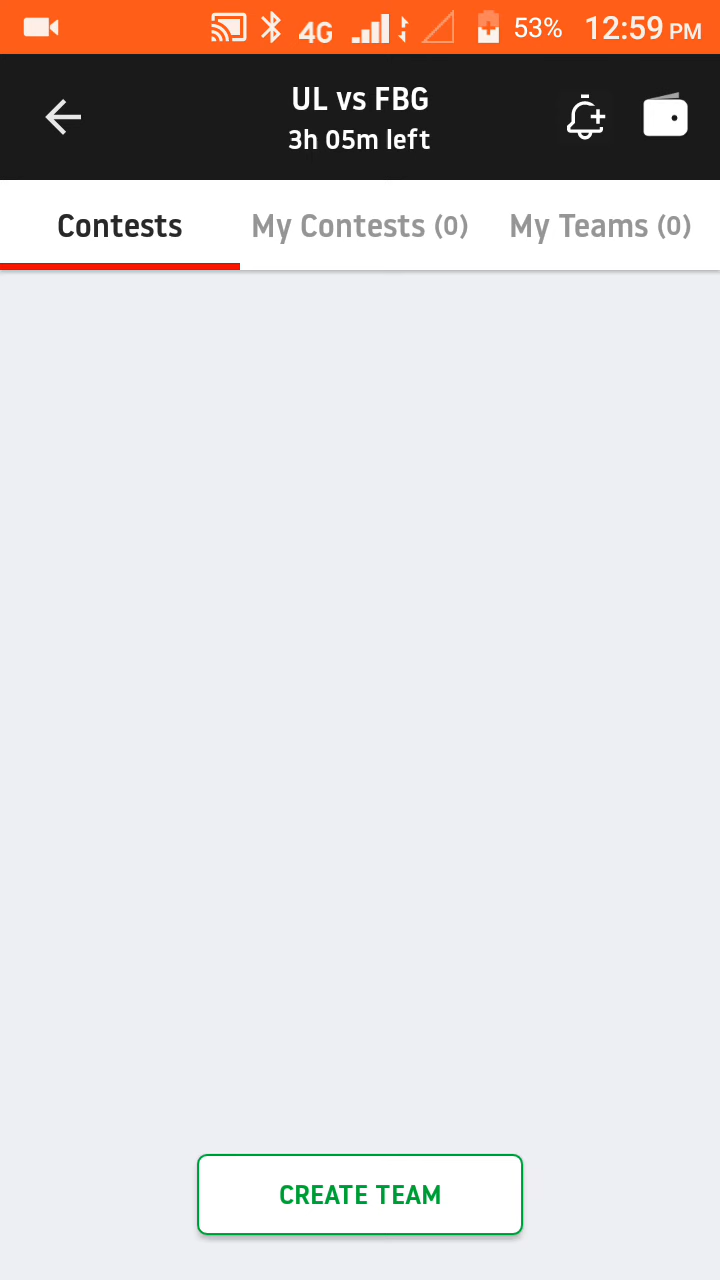 4G 53% 12:59 PM
UL vs FBG
3h 05m left
Contests My Contests (0) My Teams (0)
CREATE TEAM